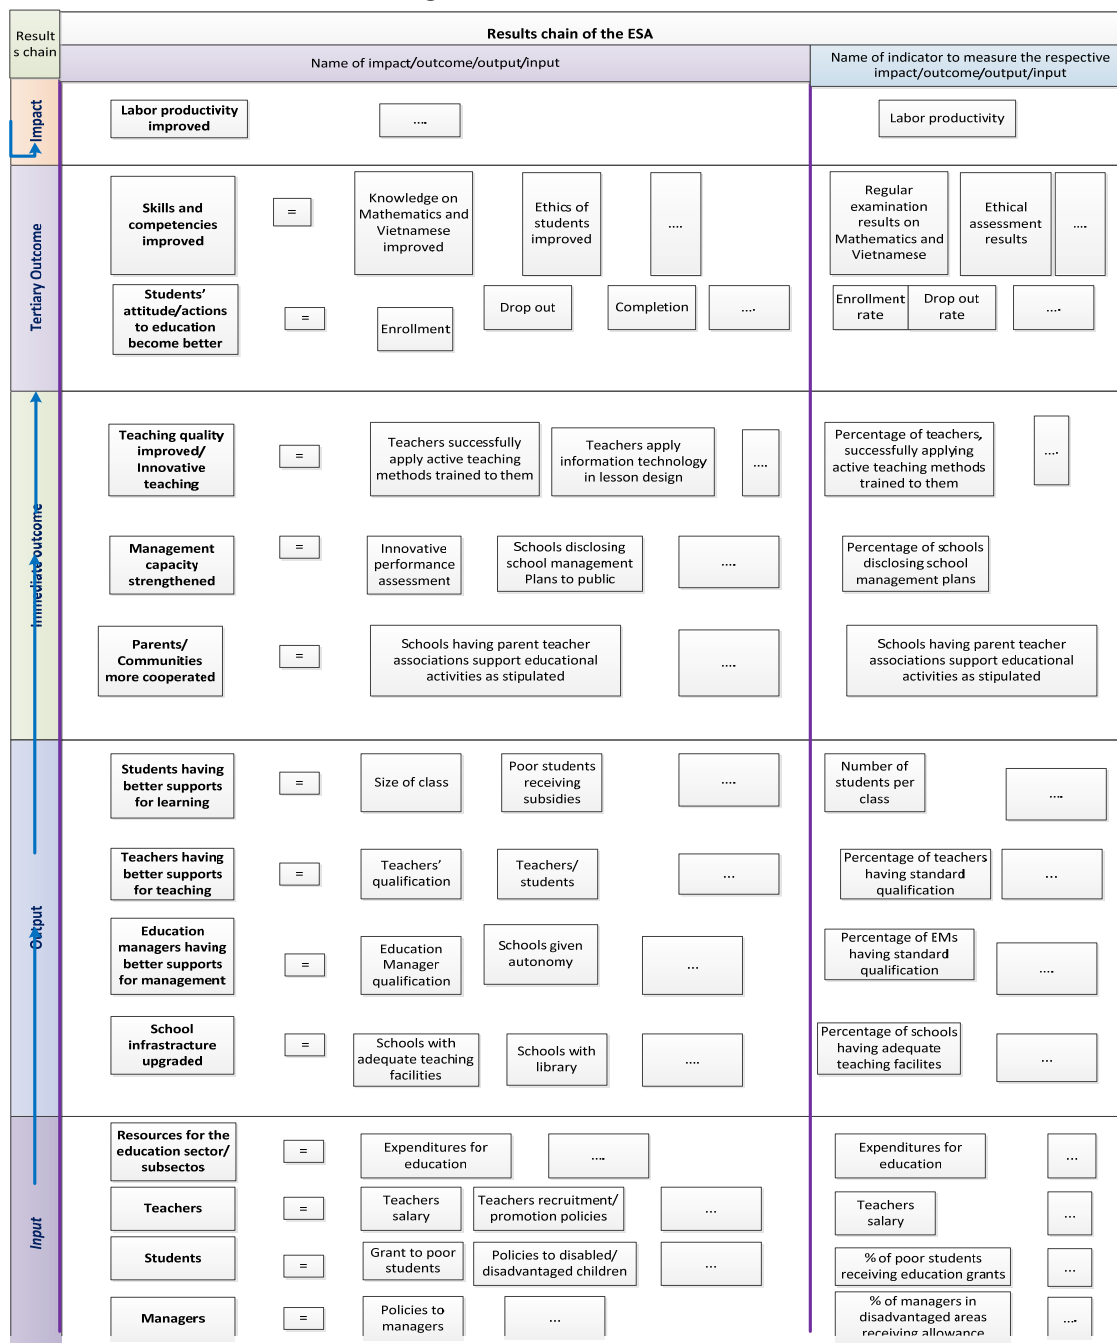 Result
s chain
Results chain of the ESA
Name of impact/outcome/output/input
Name of indicator to measure the respective
impact/outcome/output/input
Impact
Labor productivity
improved
....
Labor productivity
Tertiary Outcome
Skills and
competencies
improved
=
Knowledge on
Mathematics and
Vietnamese
improved
Ethics of
students
improved
....
Regular
examination
results on
Mathematics and
Vietnamese
Ethical
assessment
results
....
Students'
attitude/actions
to education
become better
=
Enrollment
Drop out
Completion
....
Enrollment
rate
Drop out
rate
....
Immediate outcome
Teaching quality
improved/
Innovative
teaching
=
Teachers successfully
apply active teaching
methods trained to them
Teachers apply
information technology
in lesson design
....
Percentage of teachers,
successfully applying
active teaching methods
trained to them
....
Management
capacity
strengthened
=
Innovative
performance
assessment
Schools disclosing
school management
Plans to public
....
Percentage of schools
disclosing school
management plans
Parents/
Communities
more cooperated
=
Schools having parent teacher
associations support educational
activities as stipulated
....
Schools having parent teacher
associations support educational
activities as stipulated
Output
Students having
better supports
for learning
=
Size of class
Poor students
receiving
subsidies
....
Number of
students per
class
....
Teachers having
better supports
for teaching
=
Teachers'
qualification
Teachers/
students
...
Percentage of teachers
having standard
qualification
...
Education
managers having
better supports
for management
=
Education
Manager
qualification
Schools given
autonomy
...
Percentage of EMs
having standard
qualification
....
School
infrastracture
upgraded
=
Schools with
adequate teaching
facilities
Schools with
library
....
Percentage of schools
having adequate
teaching facilites
...
Input
Resources for the
education sector/
subsectos
=
Expenditures for
education
....
Expenditures for
education
...
Teachers
=
Teachers
salary
Teachers recruitment/
promotion policies
...
Teachers
salary
...
Students
=
Grant to poor
students
Policies to disabled/
disadvantaged children
...
% of poor students
receiving education grants
...
Managers
=
Policies to
managers
...
% of managers in
disadvantaged areas
receiving allowance
....